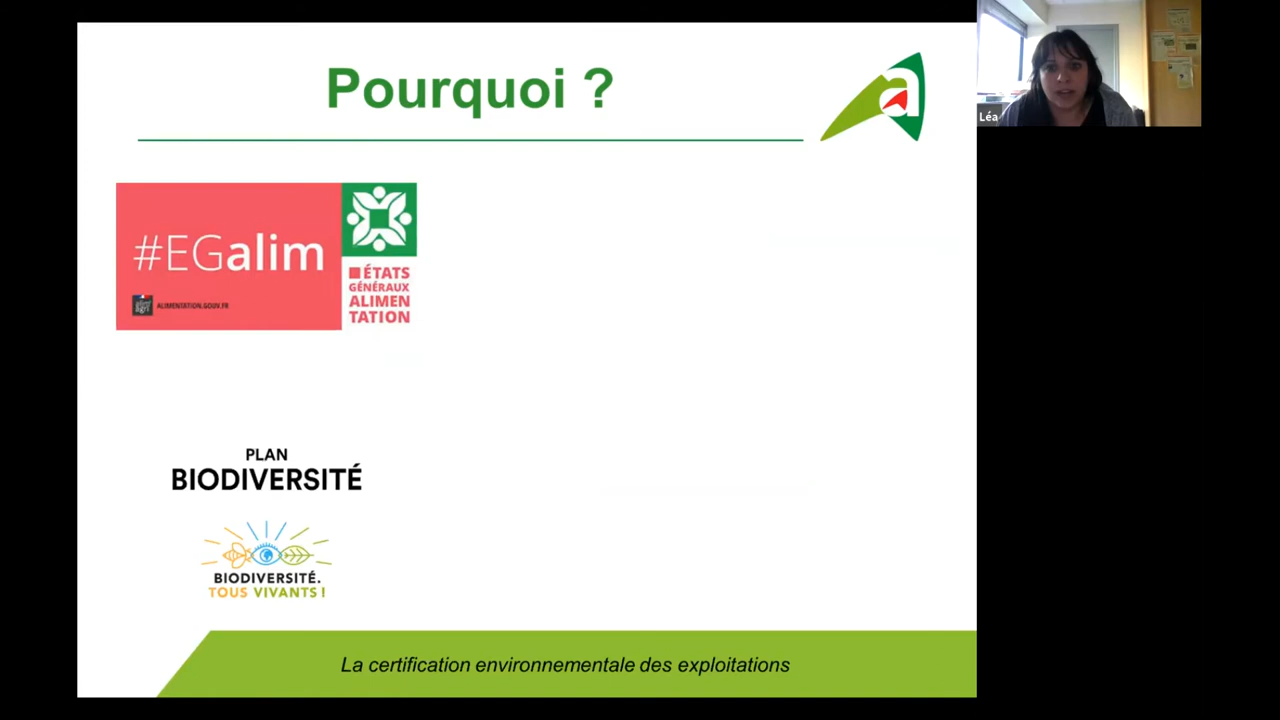 Pourquoi ?
Léa
#EGalim
ALIMENTATION.GOUV.FR
ÉTATS
GÉNÉRAUX
ALIMEN
TATION
PLAN
BIODIVERSITÉ
BIODIVERSITÉ.
TOUS VIVANTS !
La certification environnementale des exploitations